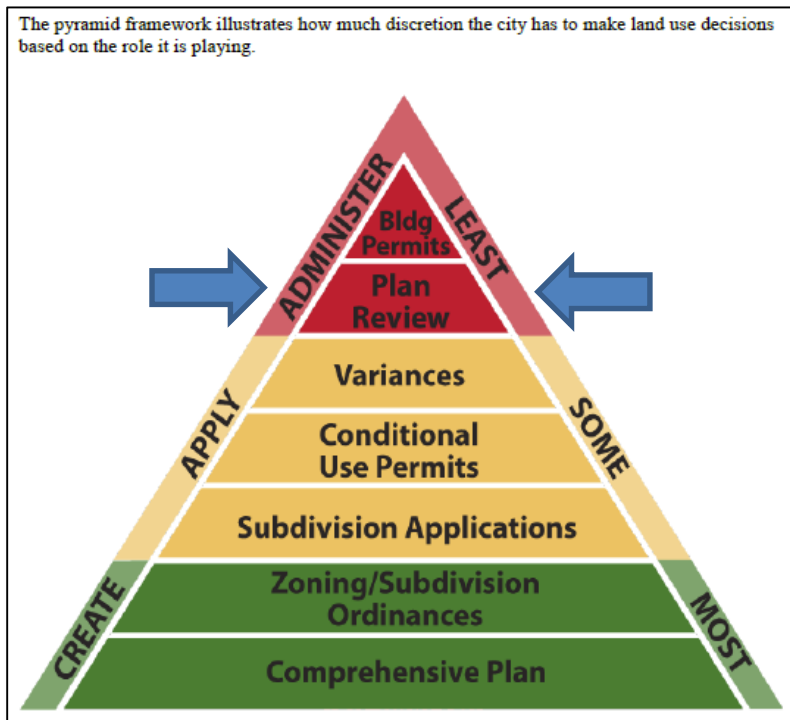 The pyramid framework illustrates how much discretion the city has to make land use decisions
based on the role it is playing.
ADMINISTER
LEAST
Bldg
Permits
Plan
Review
APPLY
SOME
Variances
Conditional
Use Permits
Subdivision Applications
CREATE
MOST
Zoning/Subdivision
Ordinances
Comprehensive Plan